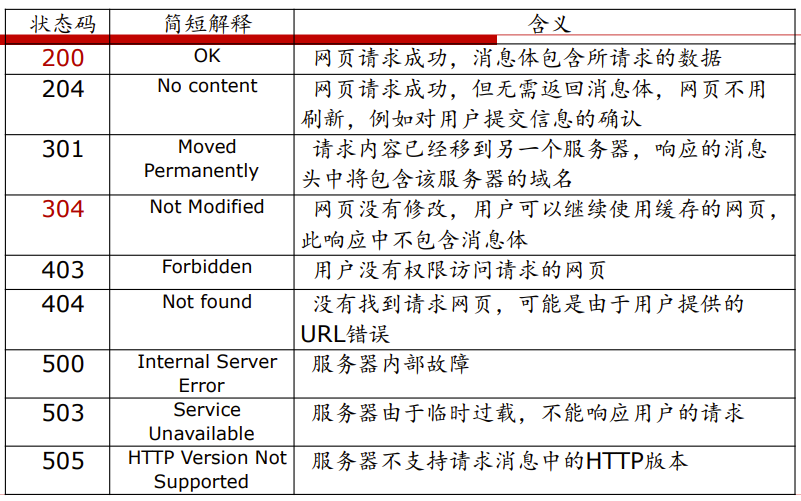 状态码 简短解释 含义
200 OK 网页请求成功，消息体包含所请求的数据
204 No content 网页请求成功，但无需返回消息体，网页不用
刷新，例如对用户提交信息的确认
301 Moved 请求内容已经移到另一个服务器，响应的消息
Permanently 头中将包含该服务器的域名
304 Not Modified 网页没有修改，用户可以继续使用缓存的网页，
此响应中不包含消息体
403 Forbidden 用户没有权限访问请求的网页
404 Not found 没有找到请求网页，可能是由于用户提供的
URL错误
500 Internal Server 服务器内部故障
Error
503 Service 服务器由于临时过载，不能响应用户的请求
Unavailable
505 HTTP Version Not 服务器不支持请求消息中的HTTP版本
Supported